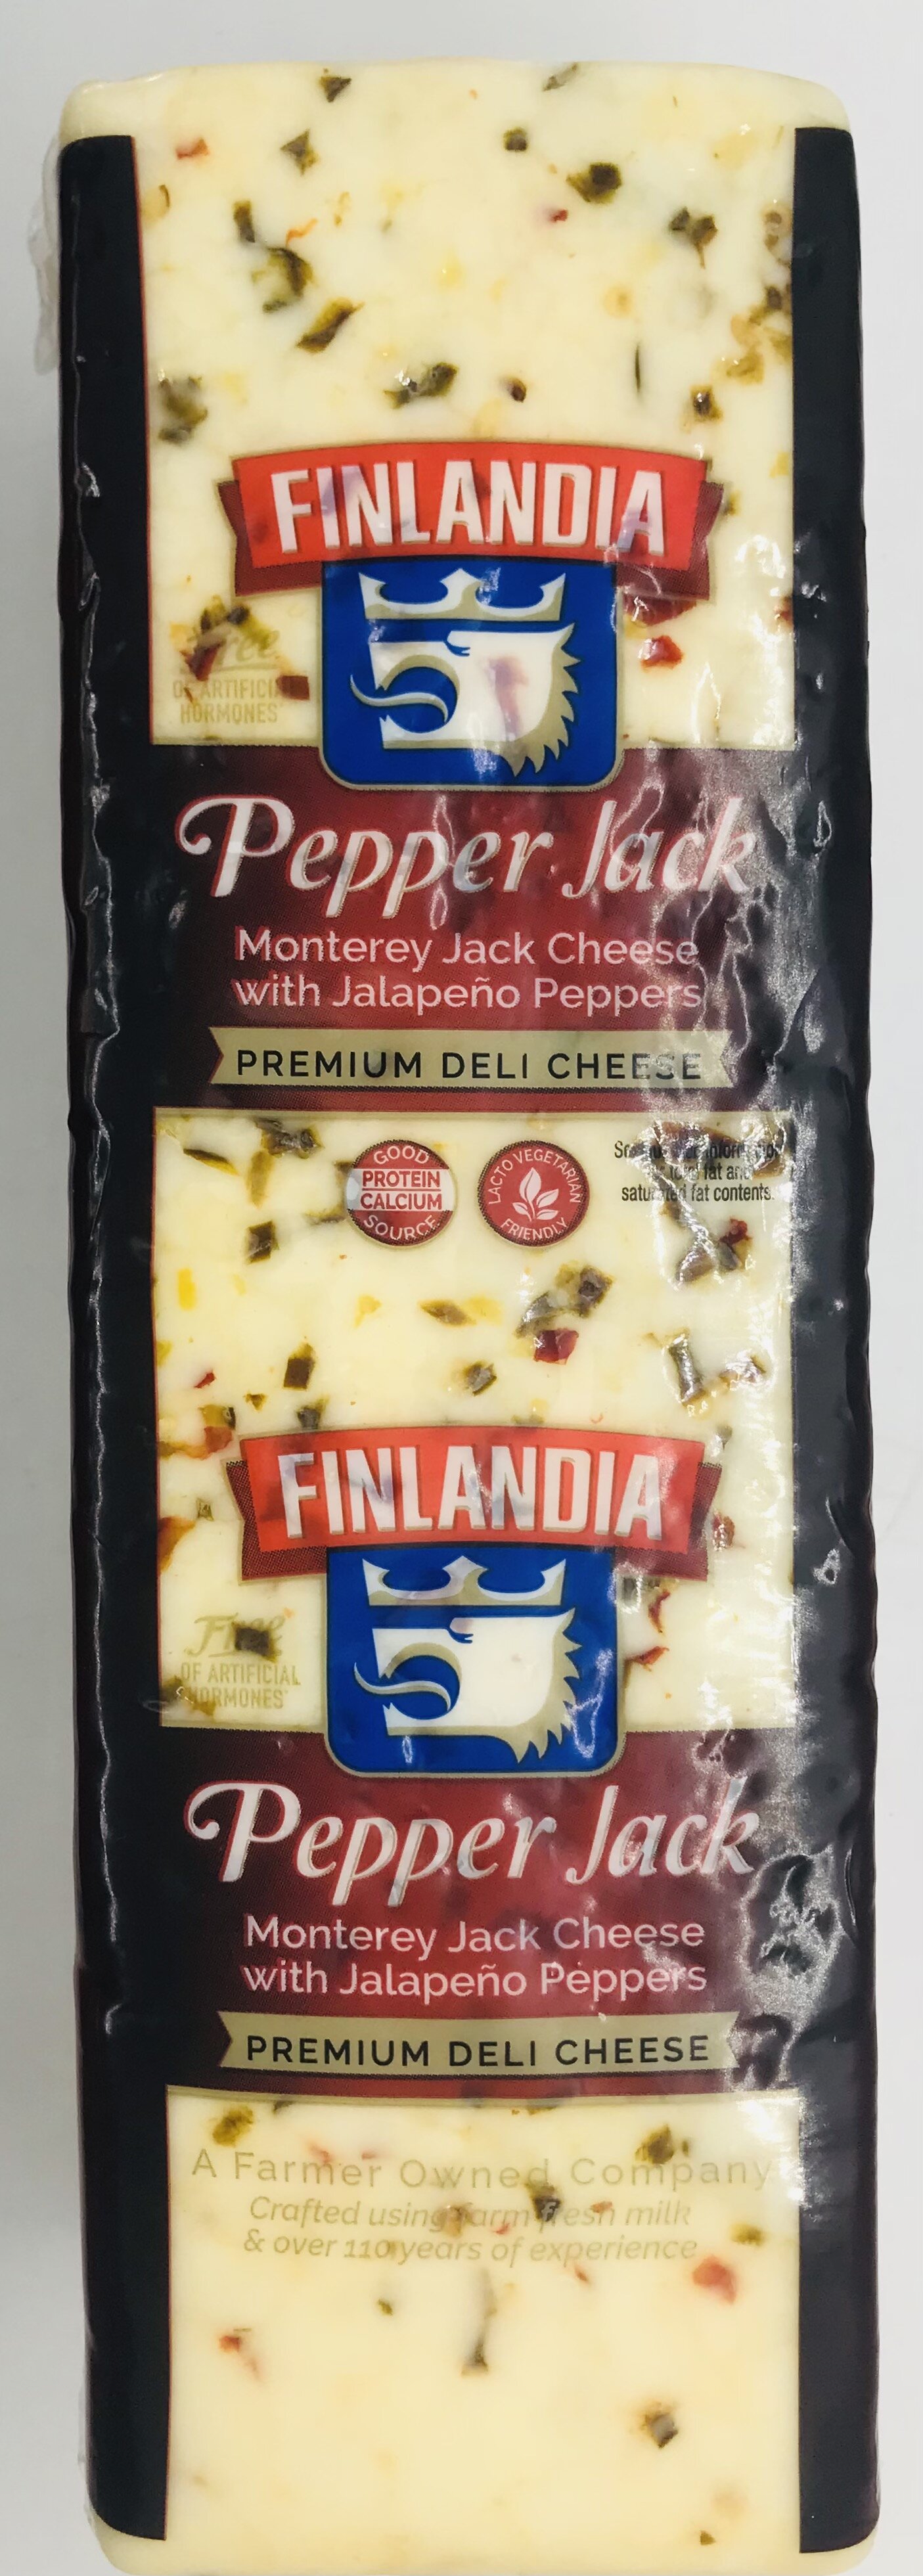 FINLANDIA
Free
OF ARTIFICIAL
HORMONES*
Pepper Jack
Monterey Jack Cheese
with Jalapeño Peppers
PREMIUM DELI CHEESE
GOOD
PROTEIN
CALCIUM
SOURCE
LACTO VEGETARIAN
FRIENDLY
fat and
saturated fat contents.
FINLANDIA
Free
OF ARTIFICIAL
HORMONES*
Pepper Jack
Monterey Jack Cheese
with Jalapeño Peppers
PREMIUM DELI CHEESE
A Farmer Owned Company
Crafted using farm fresh milk
& over 110 years of experience